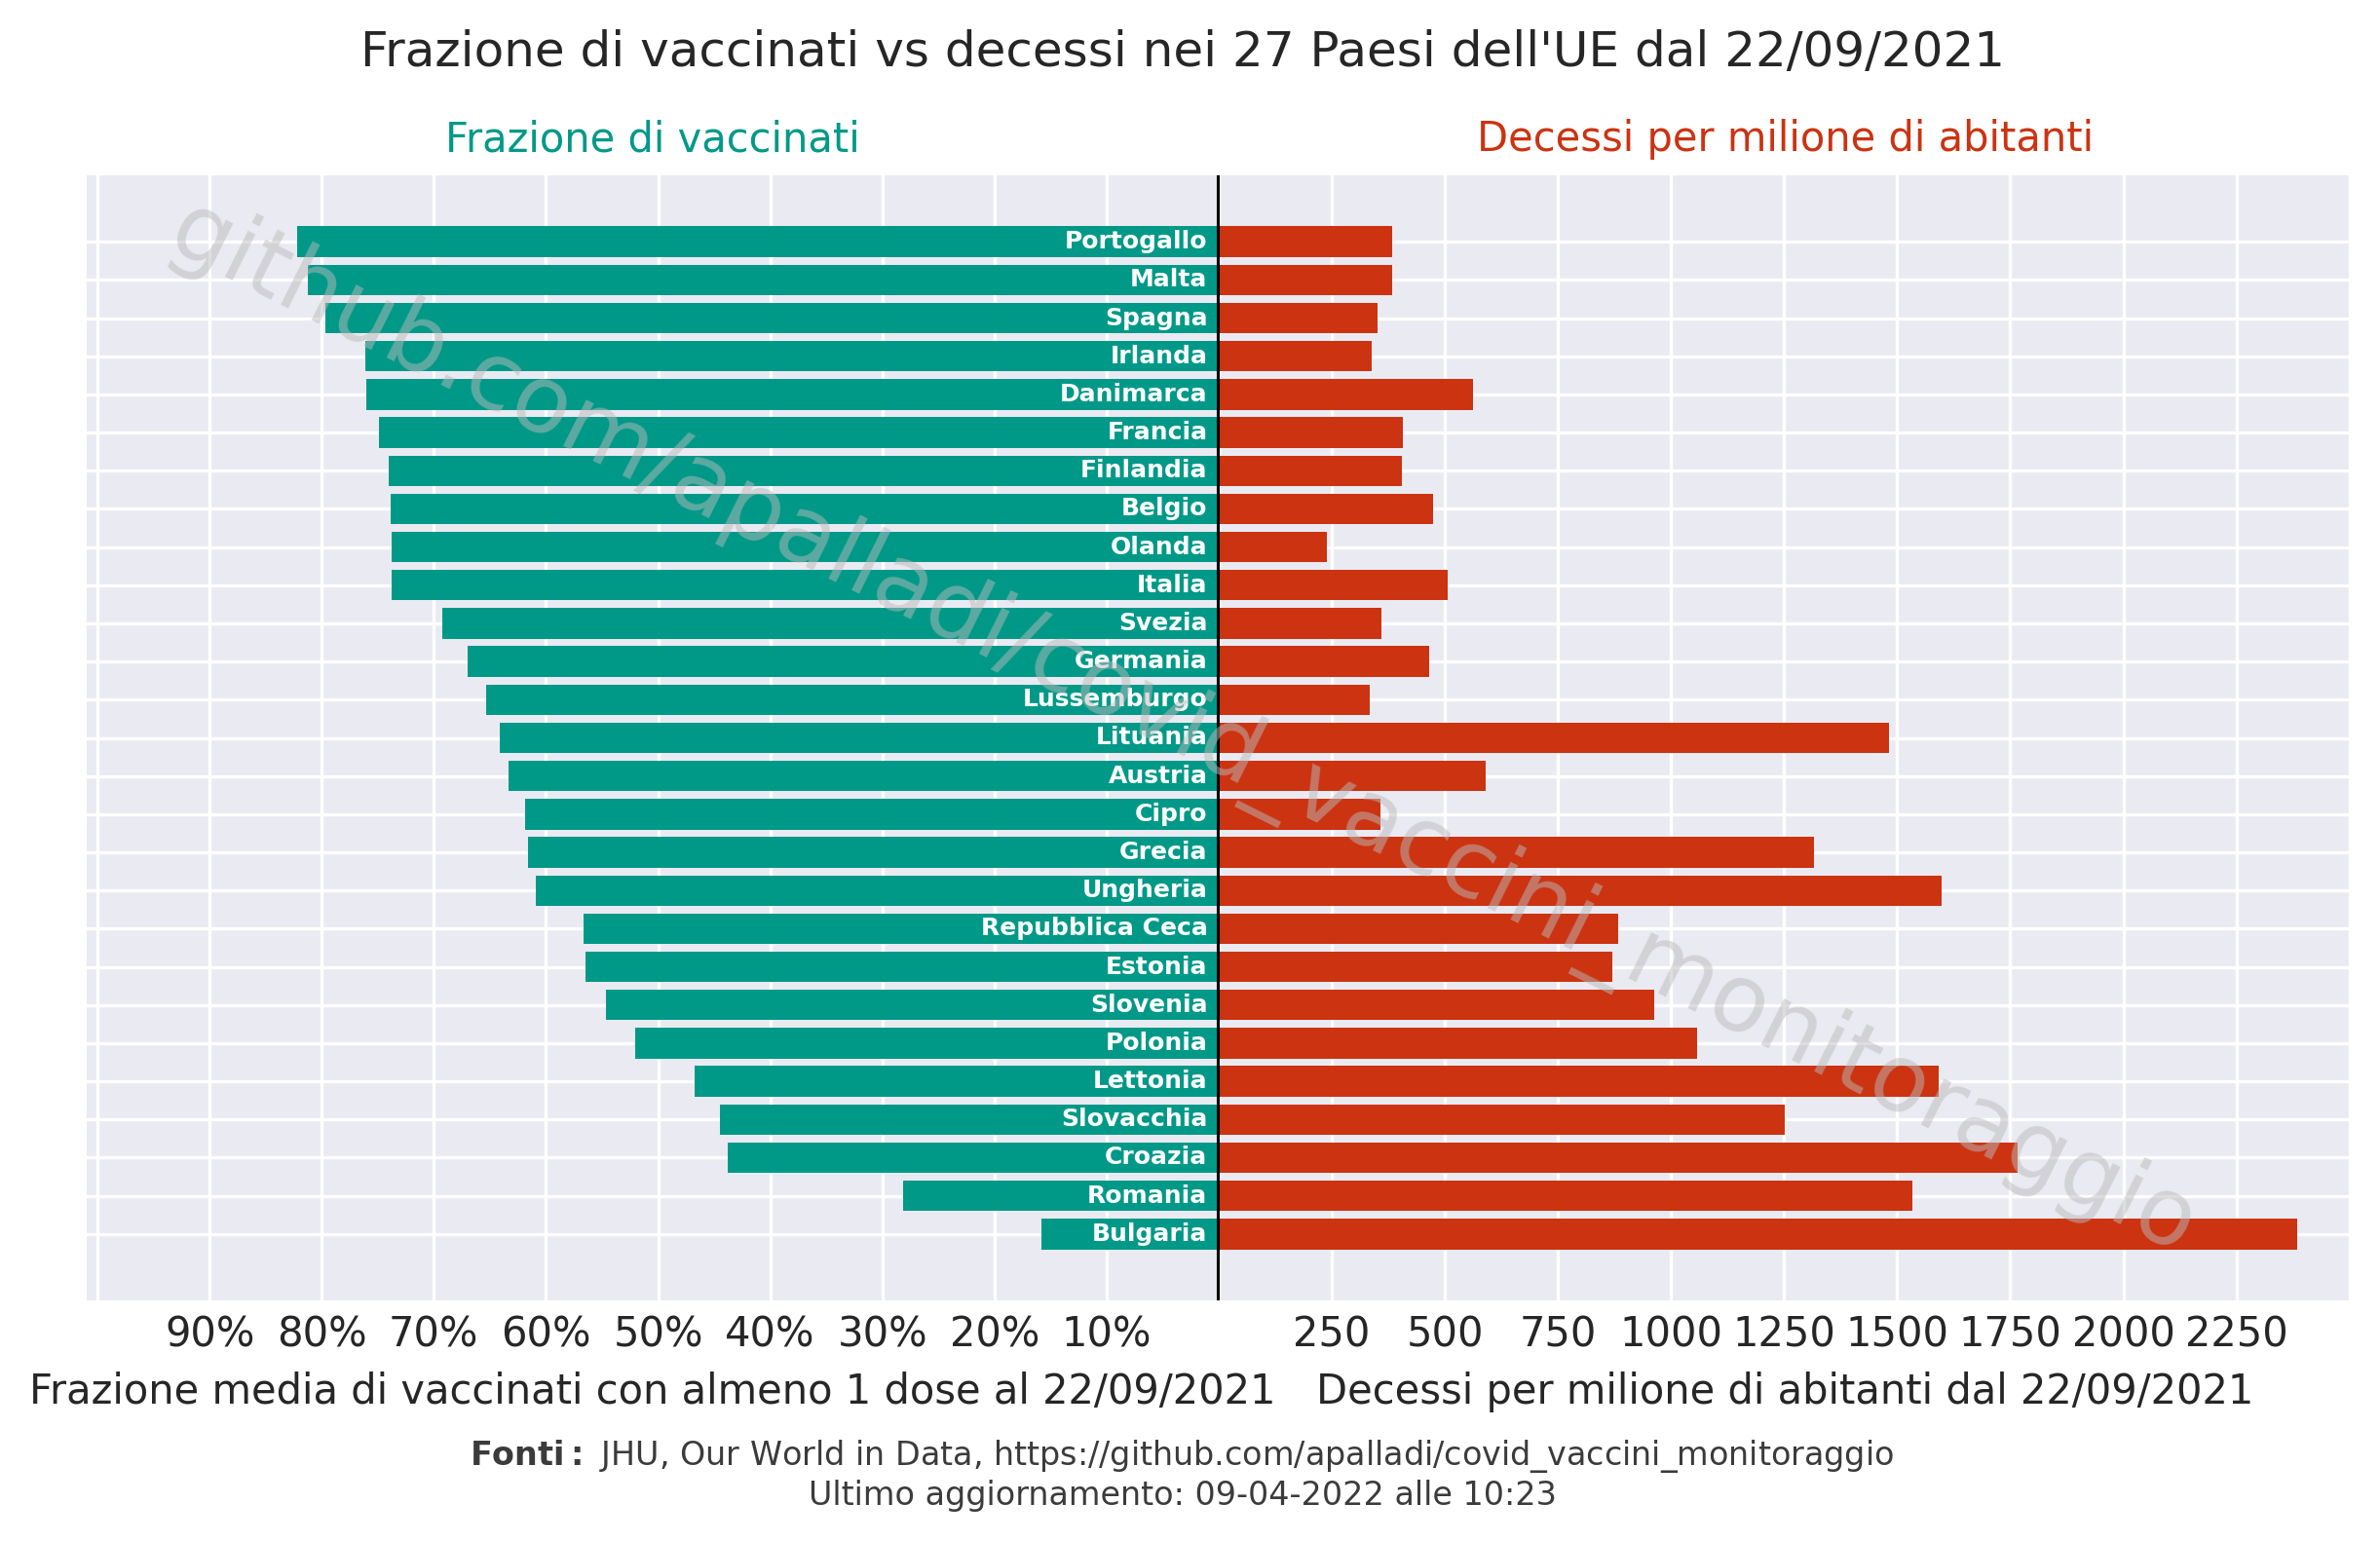 Frazione di vaccinati vs decessi nei 27 Paesi dell'UE dal 22/09/2021
Frazione di vaccinati
Decessi per milione di abitanti
Portogallo
Malta
Spagna
Irlanda
Danimarca
Francia
Finlandia
Belgio
Olanda
Italia
Svezia
Germania
Lussemburgo
Lituania
Austria
Cipro
Grecia
Ungheria
Repubblica Ceca
Estonia
Slovenia
Polonia
Lettonia
Slovacchia
Croazia
Romania
Bulgaria
github.com/apalladi/covid_vaccini_monitoraggio
90% 80% 70% 60% 50% 40% 30% 20% 10%
250 500 750 1000 1250 1500 1750 2000 2250
Frazione media di vaccinati con almeno 1 dose al 22/09/2021
Decessi per milione di abitanti dal 22/09/2021
Fonti: JHU, Our World in Data, https://github.com/apalladi/covid_vaccini_monitoraggio
Ultimo aggiornamento: 09-04-2022 alle 10:23